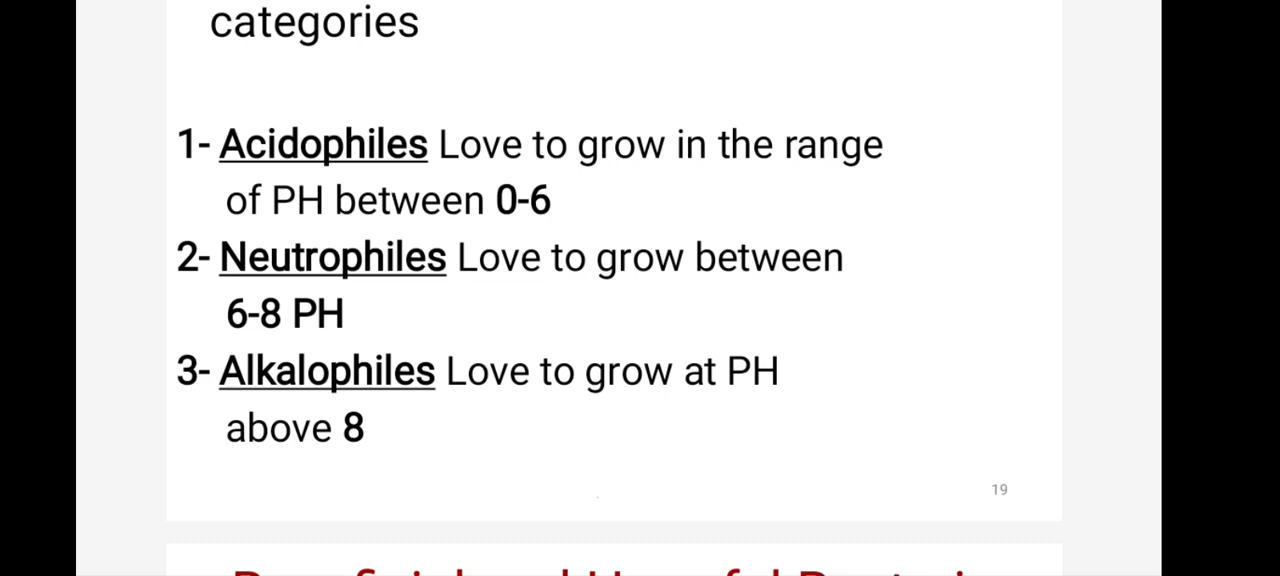 categories
1- Acidophiles Love to grow in the range
of PH between 0-6
2- Neutrophiles Love to grow between
6-8 PH
3- Alkalophiles Love to grow at PH
above 8
19